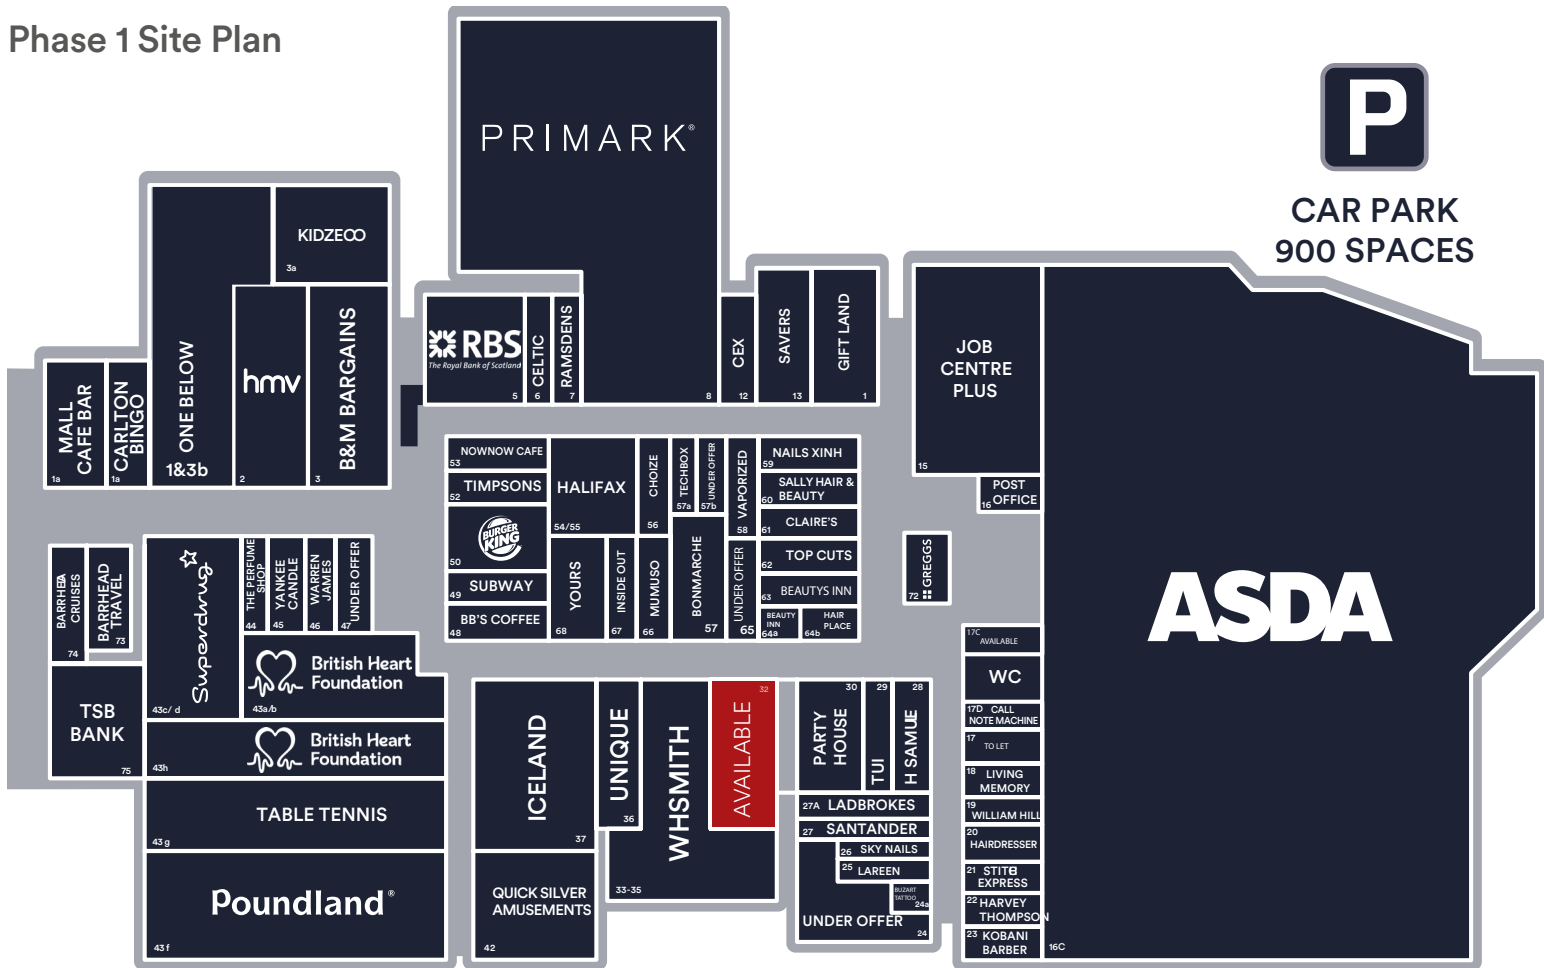 Phase 1 Site Plan
P
CAR PARK
900 SPACES
PRIMARK®
8
KIDZECO
3a
ONE BELOW
1&3b
hmv
2
B&M BARGAINS
3
MALL
CAFE BAR
1a
CARLTON
BINGO
1a
RBS
The Royal Bank of Scotland
5
CELTIC
6
RAMSDENS
7
CEX
12
SAVERS
13
GIFT LAND
1
JOB
CENTRE
PLUS
15
POST
OFFICE
16
ASDA
16C
NOWNOW CAFE
53
TIMPSONS
52
BURGER
KING
50
SUBWAY
49
BB'S COFFEE
48
HALIFAX
54/55
CHOIZE
56
TECHBOX
57a
UNDER OFFER
57b
VAPORIZED
58
NAILS XINH
59
SALLY HAIR &
BEAUTY
60
CLAIRE'S
61
TOP CUTS
62
BEAUTYS INN
63
BEAUTY
INN
64a
HAIR
PLACE
64b
YOURS
68
INSIDE OUT
67
MUMUSO
66
BONMARCHE
57
UNDER OFFER
65
GREGGS
72
BARRHEA
CRUISES
74
BARRHEAD
TRAVEL
73
TSB
BANK
75
Superdrug
43c/ d
THE PERFUME
SHOP
44
YANKEE
CANDLE
45
WARREN
JAMES
46
UNDER OFFER
47
British Heart
Foundation
43a/b
British Heart
Foundation
43h
TABLE TENNIS
43 g
Poundland®
43 f
ICELAND
37
UNIQUE
36
WHSMITH
33-35
AVAILABLE
32
QUICK SILVER
AMUSEMENTS
42
PARTY
HOUSE
30
TUI
29
H SAMUE
28
27A LADBROKES
27 SANTANDER
26 SKY NAILS
25 LAREEN
BUZART
TATTOO
24a
UNDER OFFER
24
17C
AVAILABLE
WC
17D CALL
NOTE MACHINE
17
TO LET
18 LIVING
MEMORY
19
WILLIAM HILL
20
HAIRDRESSER
21 STITCH
EXPRESS
22 HARVEY
THOMPSON
23 KOBANI
BARBER